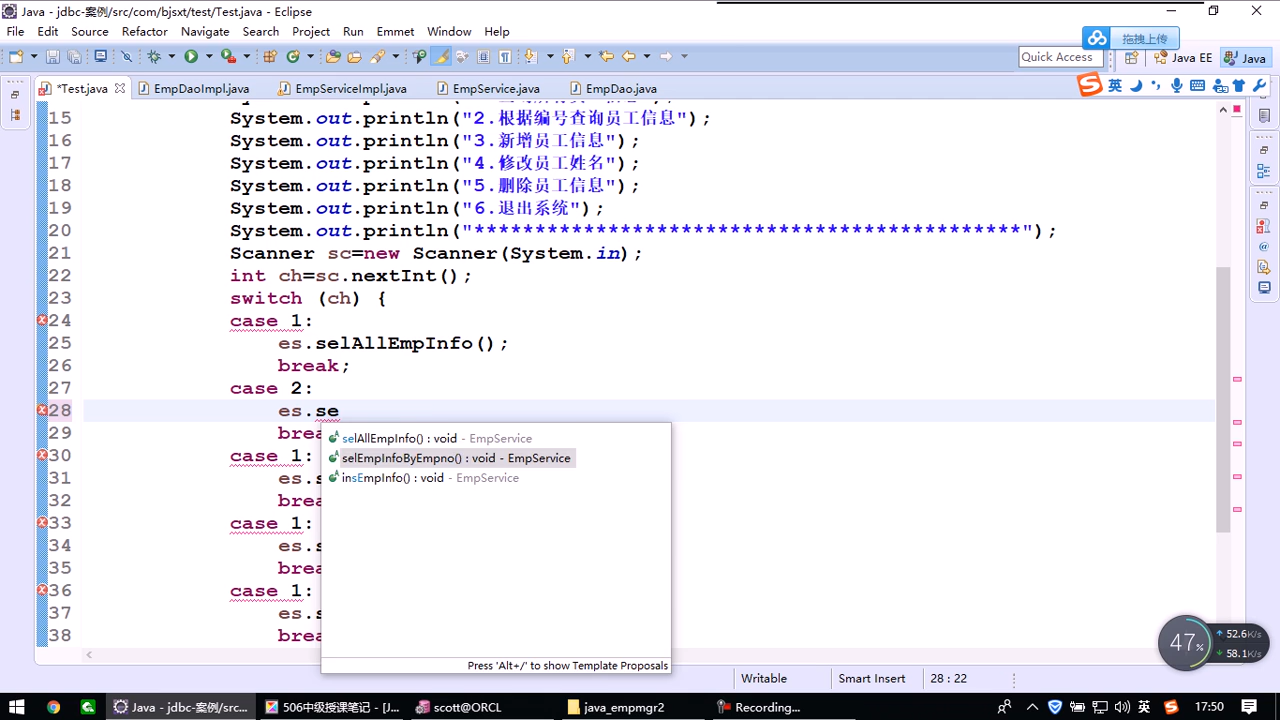 Java - jdbc-案例/src/com/bjsxt/test/Test.java - Eclipse
File Edit Source Refactor Navigate Search Project Run Emmet Window Help
拖拽上传
Quick Access
Java EE
Java
英
*Test.java
EmpDaoImpl.java
EmpServiceImpl.java
EmpService.java
EmpDao.java
15 System.out.println("2.根据编号查询员工信息");
16 System.out.println("3.新增员工信息");
17 System.out.println("4.修改员工姓名");
18 System.out.println("5.删除员工信息");
19 System.out.println("6.退出系统");
20 System.out.println("*********************************************");
21 Scanner sc=new Scanner(System.in);
22 int ch=sc.nextInt();
23 switch (ch) {
24 case 1:
25 es.selAllEmpInfo();
26 break;
27 case 2:
28 es.se
selAllEmpInfo() : void - EmpService
29 brea
30 case 1:
selEmpInfoByEmpno() : void - EmpService
31 es.s
insEmpInfo() : void - EmpService
32 brea
33 case 1:
34 es.s
35 brea
36 case 1:
37 es.s
38 brea
Press 'Alt+/' to show Template Proposals
47%
52.6K/s
58.1K/s
Writable
Smart Insert
28 : 22
Java - jdbc-案例/src...
506中级授课笔记 - [J...
scott@ORCL
java_empmgr2
Recording...
英
17:50